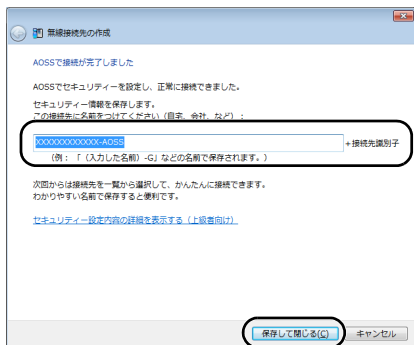 無線接続先の作成
AOSSで接続が完了しました
AOSSでセキュリティーを設定し、正常に接続できました。
セキュリティー情報を保存します。
この接続先に名前をつけてください（自宅、会社、など）：
XXXXXXXXXXXX-AOSS
+接続先識別子
（例：「（入力した名前）-G」などの名前で保存されます。）
次回からは接続先を一覧から選択して、かんたんに接続できます。
わかりやすい名前で保存すると便利です。
セキュリティー設定内容の詳細を表示する（上級者向け）
保存して閉じる(C) キャンセル